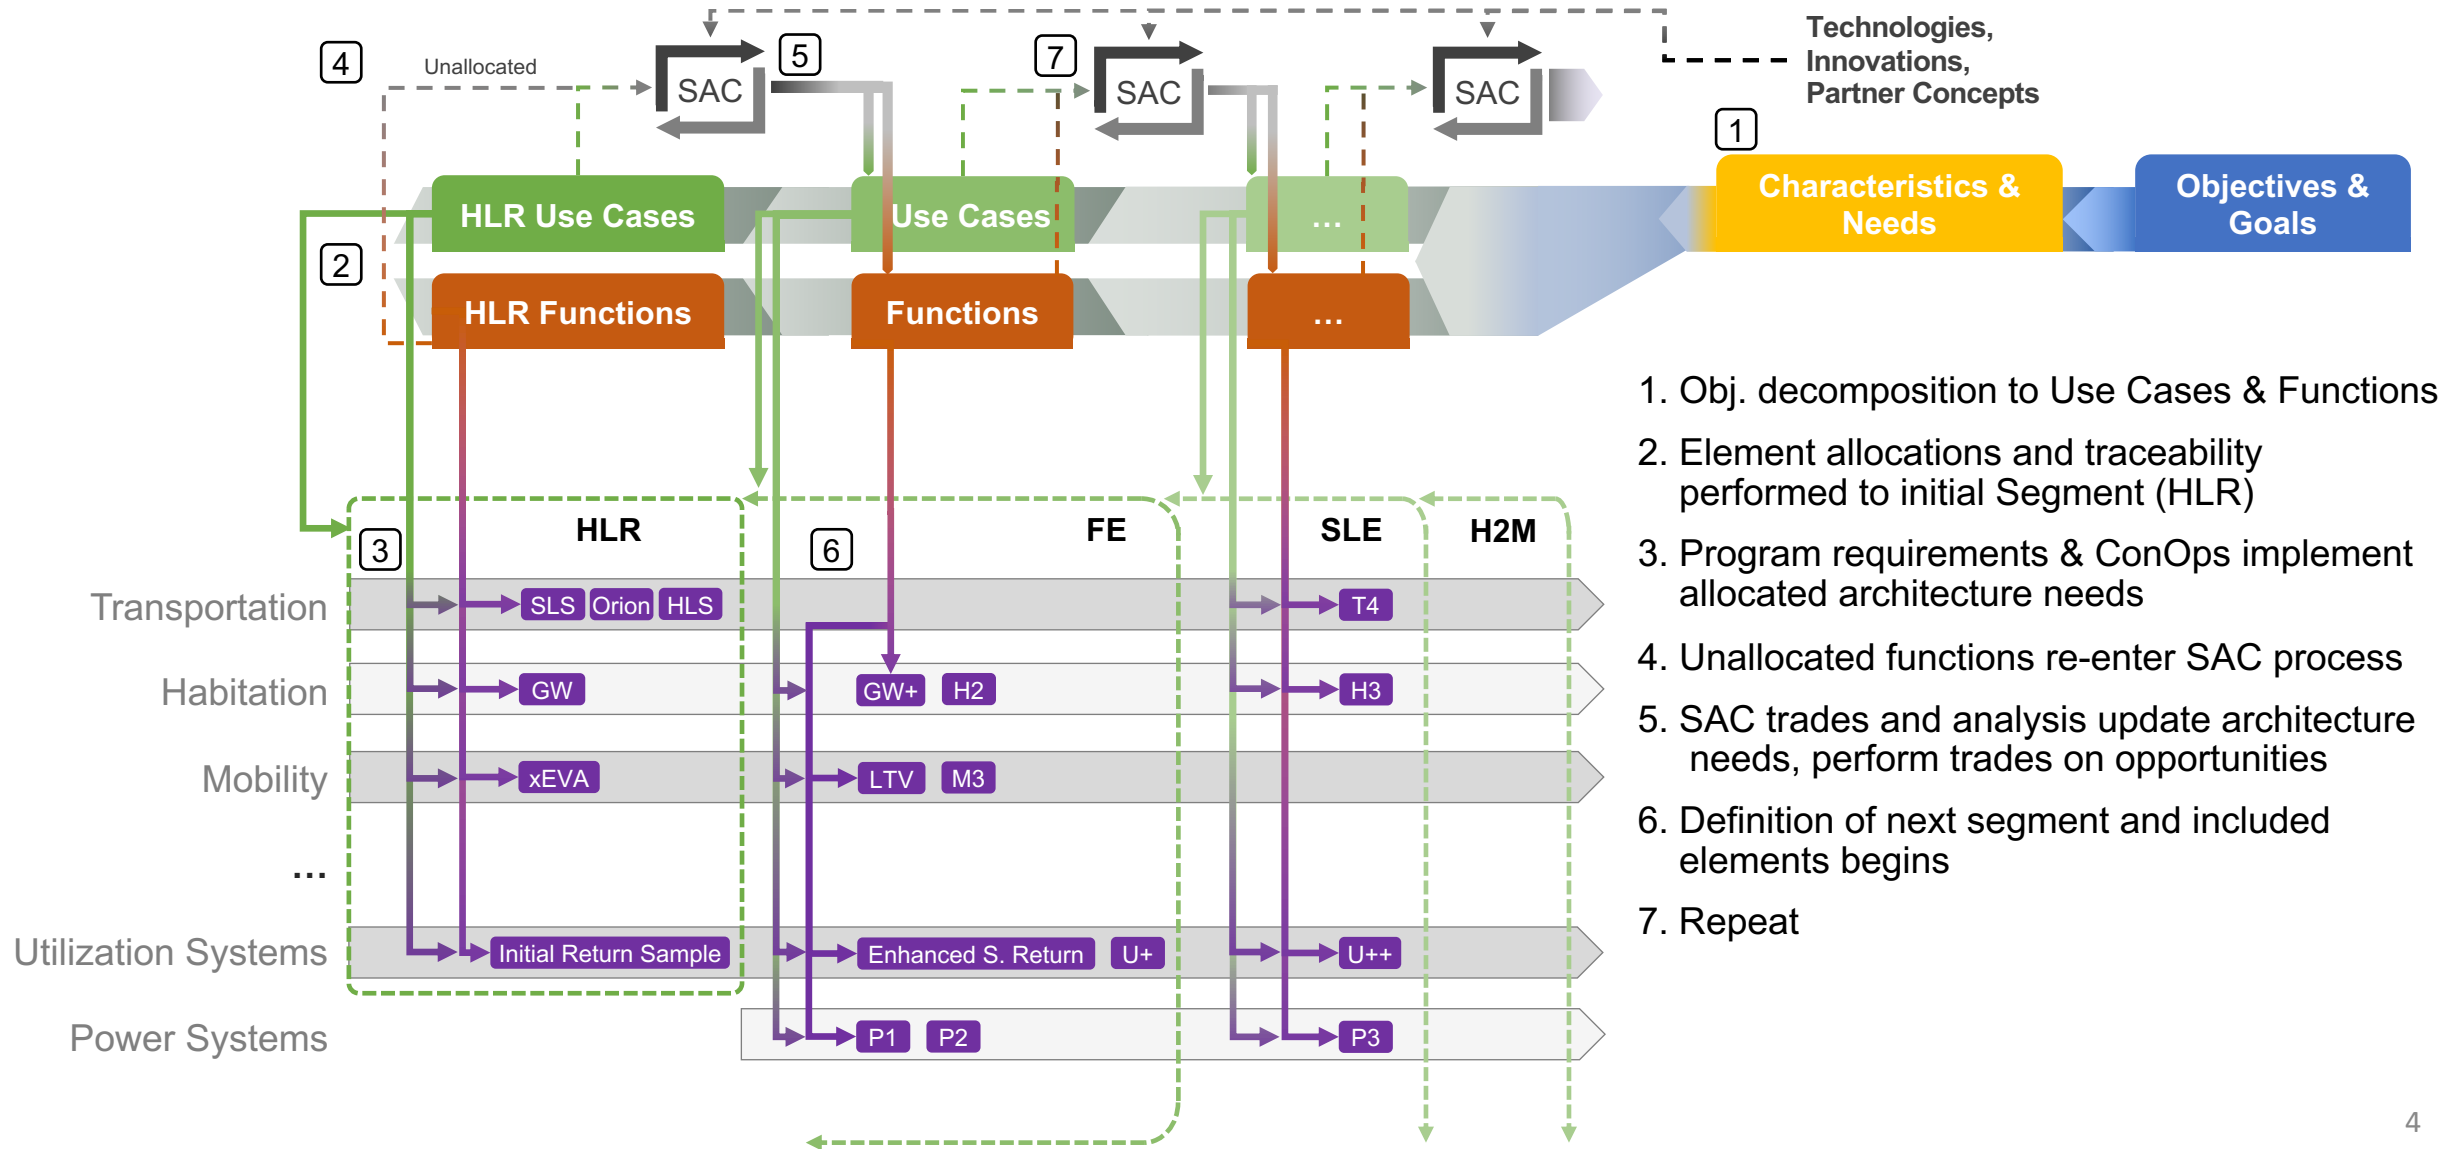 Technologies,
Innovations,
Partner Concepts
4
Unallocated
SAC
5
7
SAC
SAC
1
HLR Use Cases
Use Cases
...
Characteristics &
Needs
Objectives &
Goals
2
HLR Functions
Functions
...
1. Obj. decomposition to Use Cases & Functions
2. Element allocations and traceability
performed to initial Segment (HLR)
3. Program requirements & ConOps implement
allocated architecture needs
4. Unallocated functions re-enter SAC process
5. SAC trades and analysis update architecture
needs, perform trades on opportunities
6. Definition of next segment and included
elements begins
7. Repeat
3
HLR
6
FE
SLE
H2M
Transportation
SLS
Orion
HLS
T4
Habitation
GW
GW+
H2
H3
Mobility
xEVA
LTV
M3
...
Utilization Systems
Initial Return Sample
Enhanced S. Return
U+
U++
Power Systems
P1
P2
P3
4